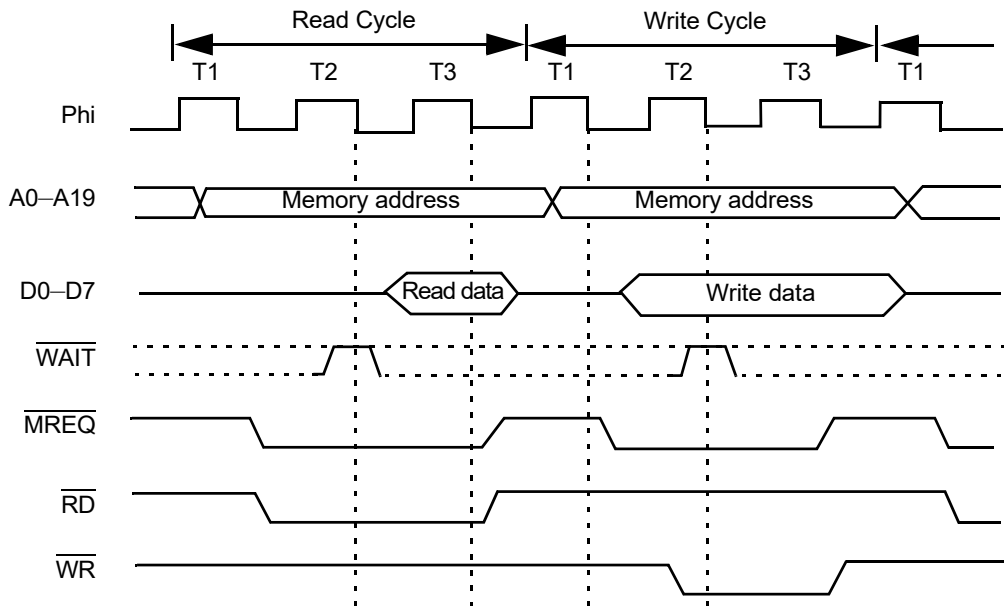 Read Cycle Write Cycle
T1 T2 T3 T1 T2 T3 T1
Phi
A0–A19 Memory address Memory address
D0–D7 Read data Write data
WAIT
MREQ
RD
WR